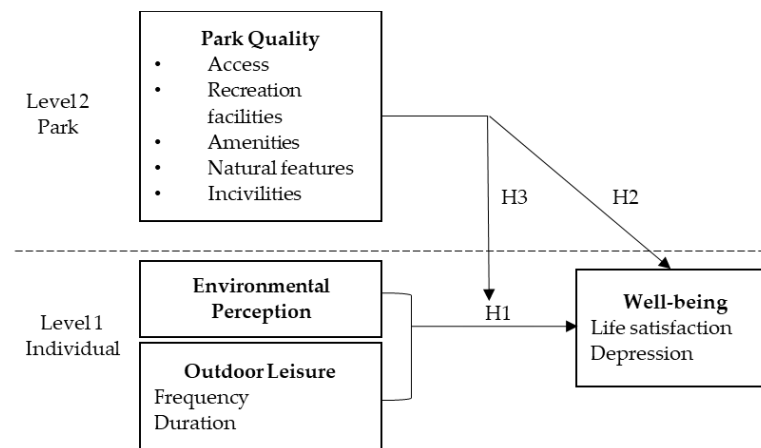 Level 2
Park
Park Quality
• Access
• Recreation
facilities
• Amenities
• Natural features
• Incivilities
H3
H2
Level 1
Individual
Environmental
Perception
Outdoor Leisure
Frequency
Duration
H1
Well-being
Life satisfaction
Depression